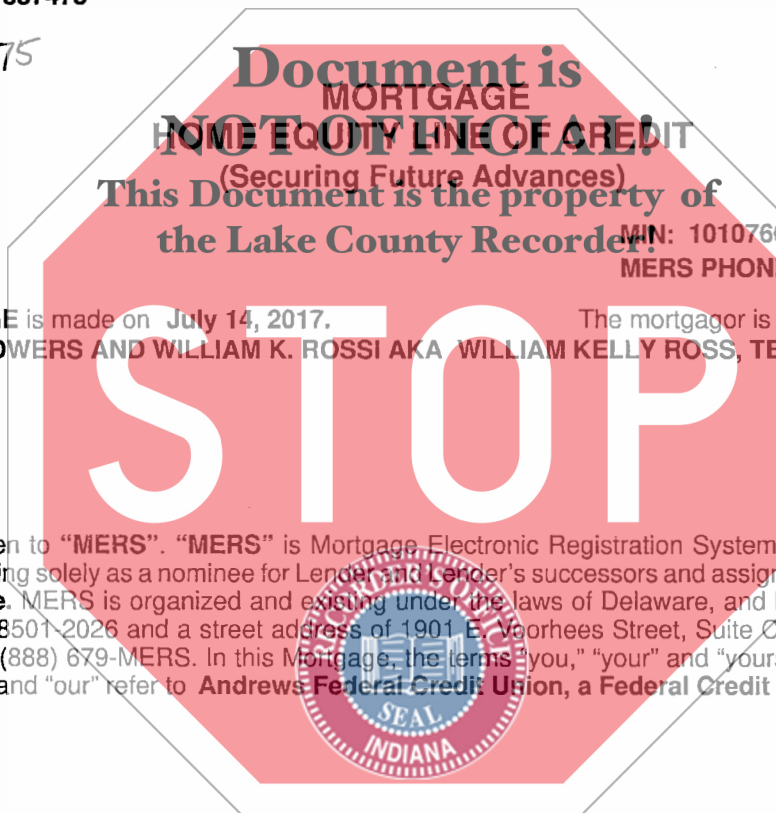 75
Document is
MORTGAGE
NOT OFFICIAL!
HOME EQUITY LINE OF CREDIT
(Securing Future Advances)
This Document is the property of
the Lake County Recorder!
MIN: 1010760
MERS PHON
E is made on July 14, 2017. The mortgagor is
OWERS AND WILLIAM K. ROSSI AKA WILLIAM KELLY ROSS, TE
STOP
en to "MERS". "MERS" is Mortgage Electronic Registration System
ing solely as a nominee for Lender and Lender's successors and assign
e. MERS is organized and existing under the laws of Delaware, and
8501-2026 and a street address of 1901 E. Voorhees Street, Suite C
(888) 679-MERS. In this Mortgage, the terms "you," "your" and "yours
and "our" refer to Andrews Federal Credit Union, a Federal Credit
RECORDER'S OFFICE
SEAL
INDIANA